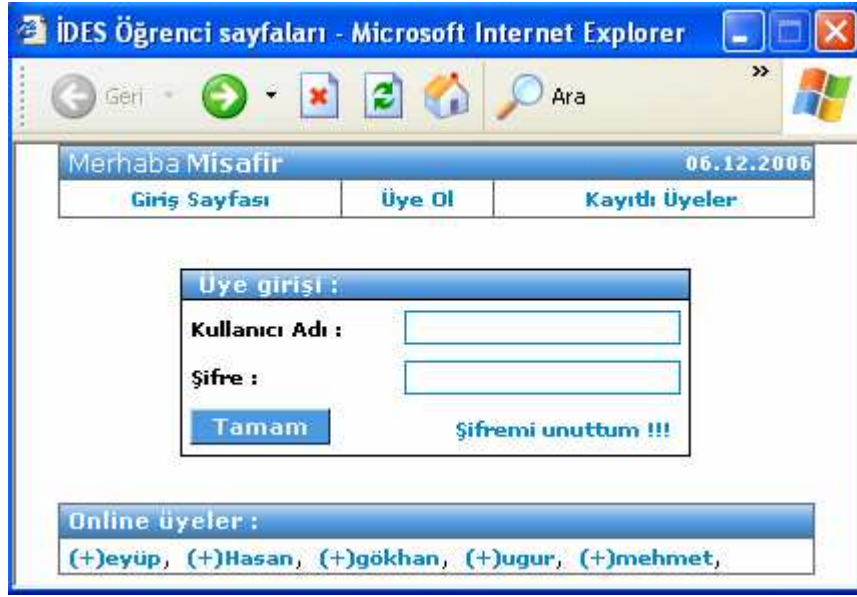 İDES Öğrenci sayfaları - Microsoft Internet Explorer
Geri Ara »
Merhaba Misafir 06.12.2006
Giriş Sayfası Üye Ol Kayıtlı Üyeler
Üye girişi :
Kullanıcı Adı :
Şifre :
Tamam Şifremi unuttum !!!
Online üyeler :
(+)eyüp, (+)Hasan, (+)gökhan, (+)ugur, (+)mehmet,